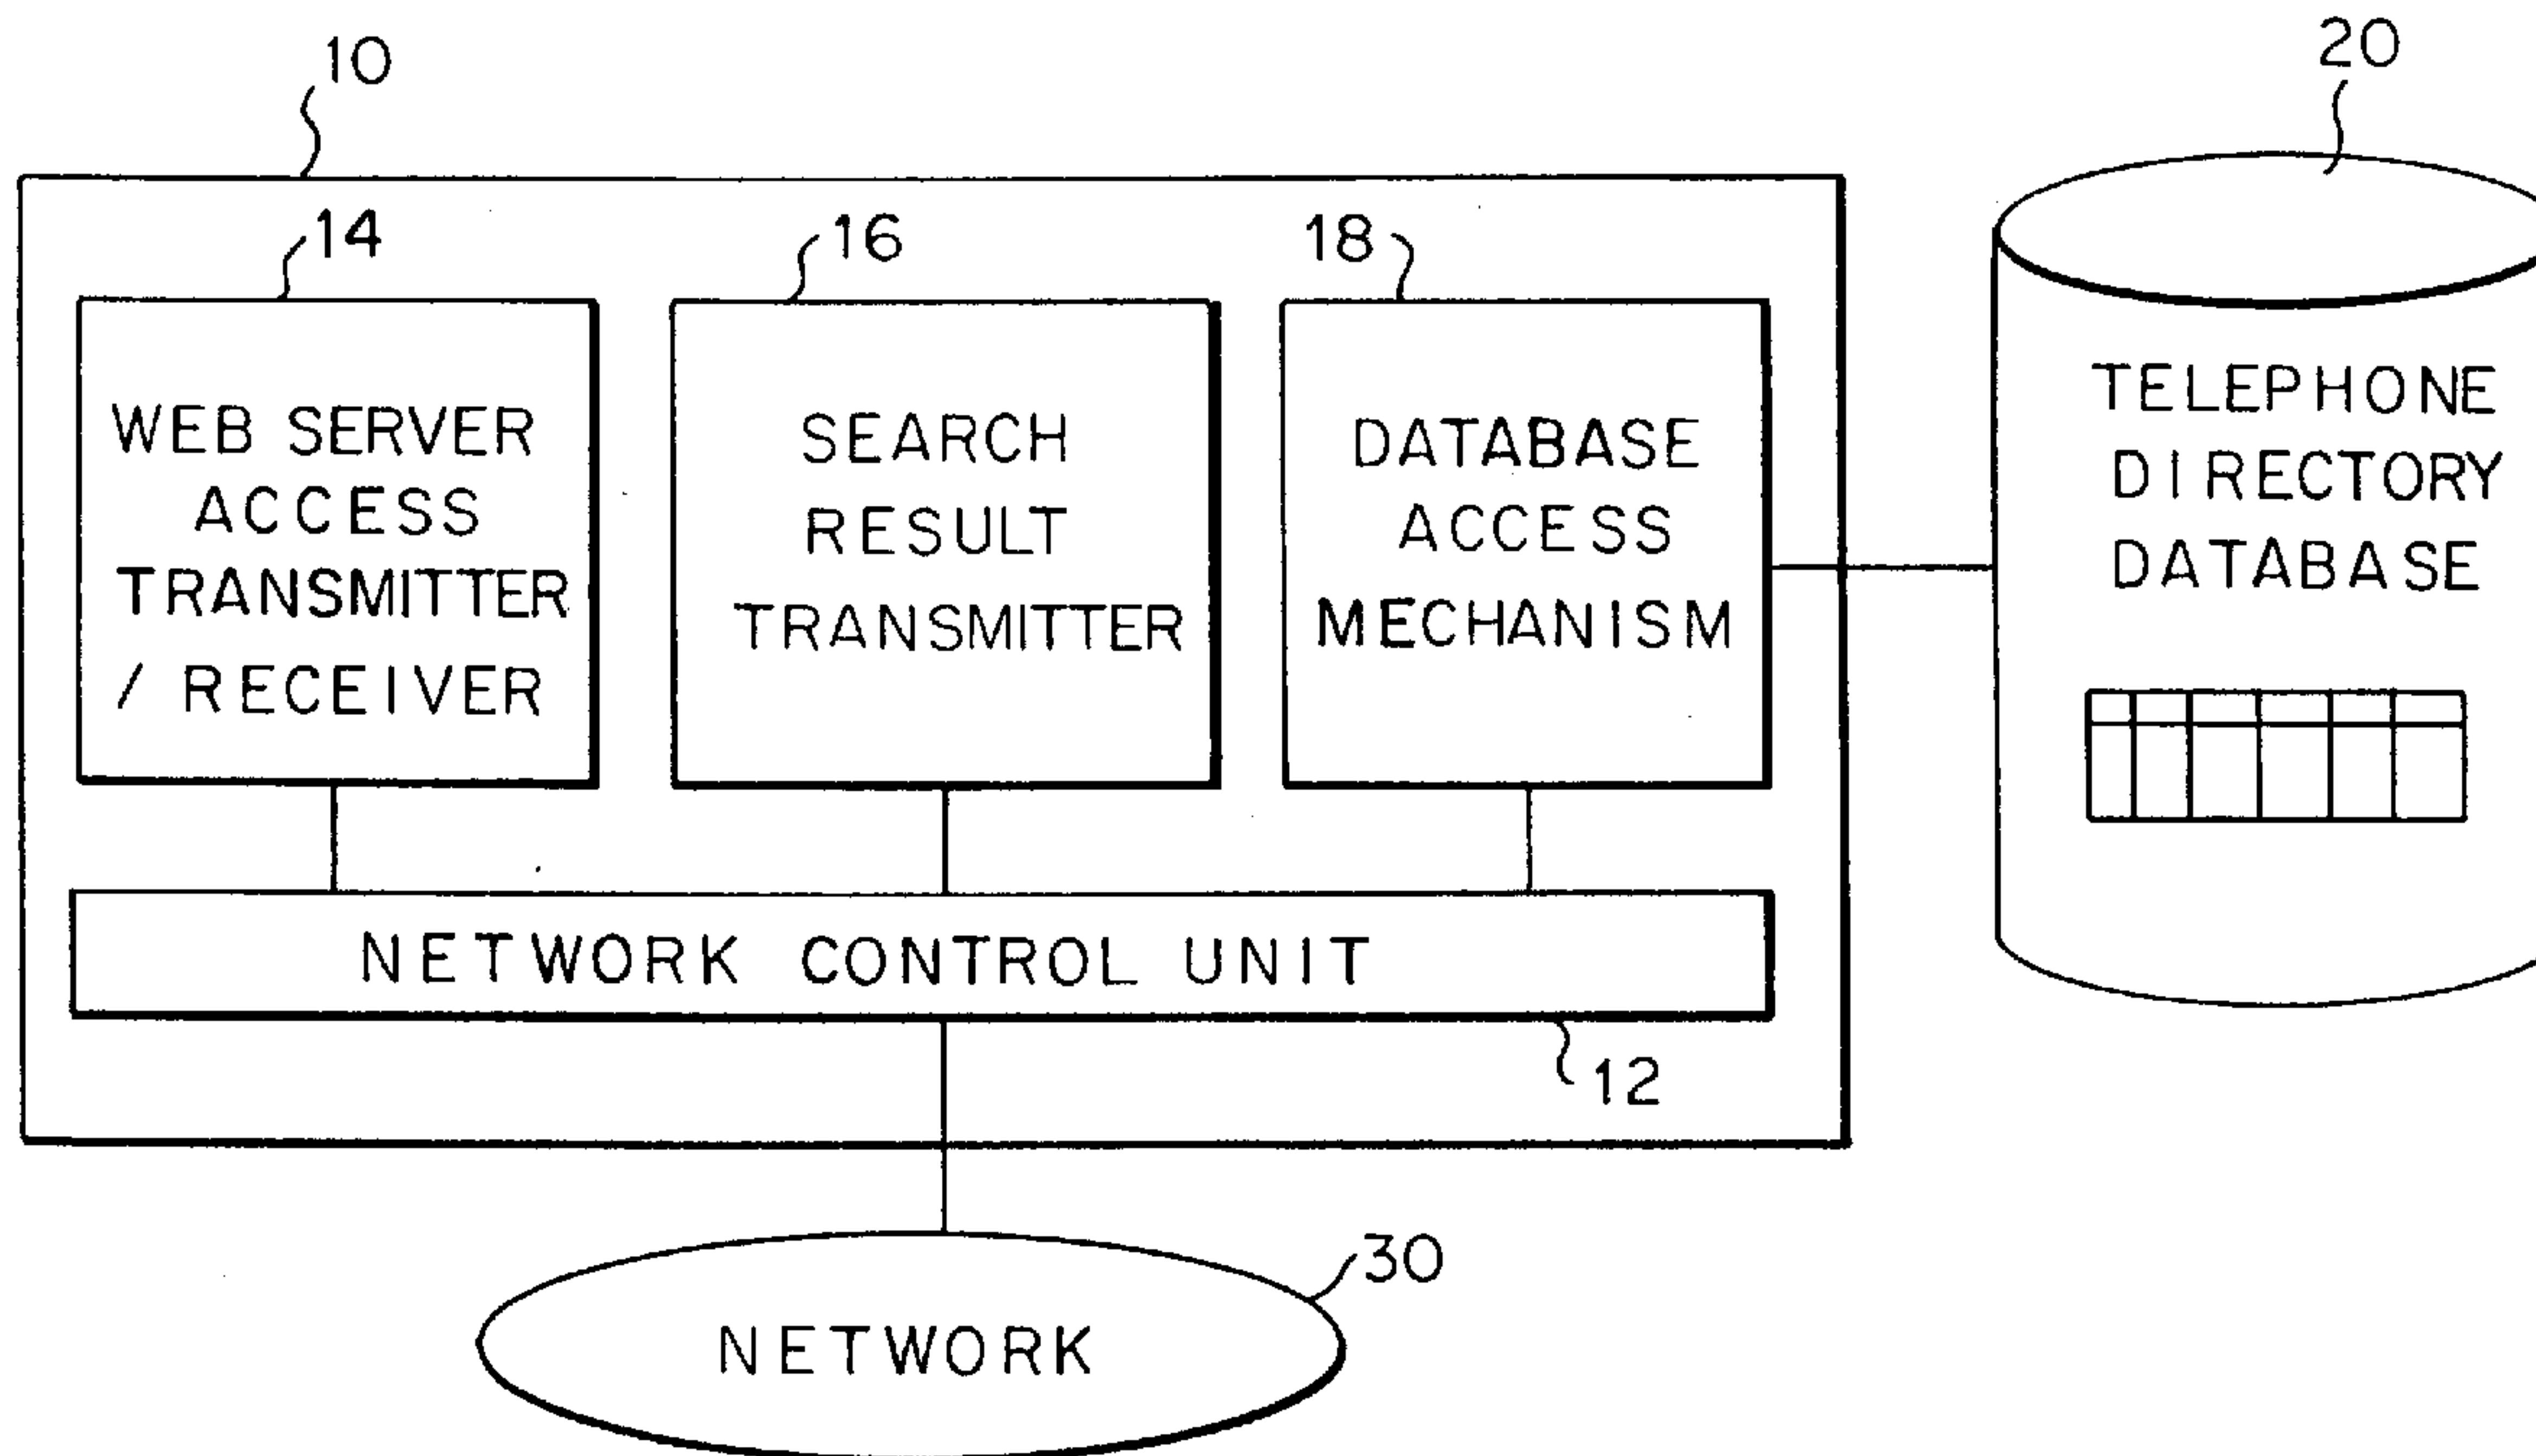 10
20
14
16
18
WEB SERVER
ACCESS
TRANSMITTER
/ RECEIVER
SEARCH
RESULT
TRANSMITTER
DATABASE
ACCESS
MECHANISM
TELEPHONE
DIRECTORY
DATABASE
NETWORK CONTROL UNIT
12
30
NETWORK